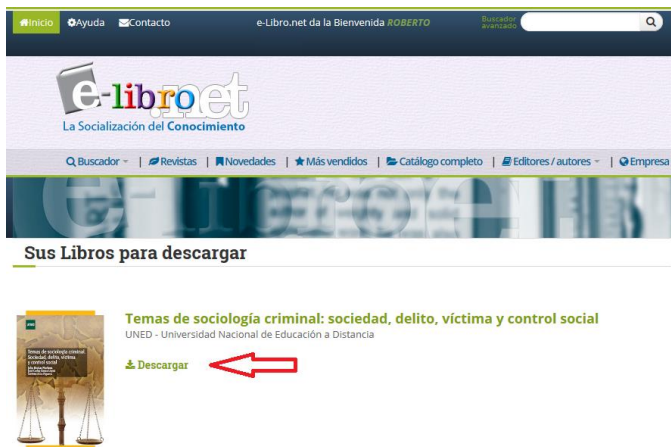 Inicio Ayuda Contacto e-Libro.net da la Bienvenida ROBERTO Buscador avanzado
e-libro.net
La Socialización del Conocimiento
Buscador | Revistas | Novedades | Más vendidos | Catálogo completo | Editores / autores | Empresa
Sus Libros para descargar
Temas de sociología criminal: sociedad, delito, víctima y control social
UNED - Universidad Nacional de Educación a Distancia
Descargar
Temas de sociología criminal.
Sociedad, delito, víctima
y control social